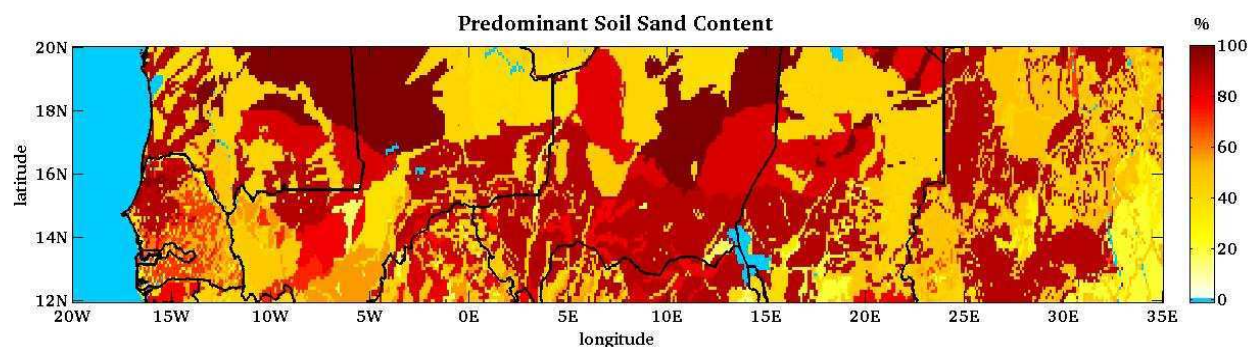 Predominant Soil Sand Content
%
20N
18N
16N
14N
12N
latitude
20W 15W 10W 5W 0E 5E 10E 15E 20E 25E 30E 35E
longitude
100
80
60
40
20
0